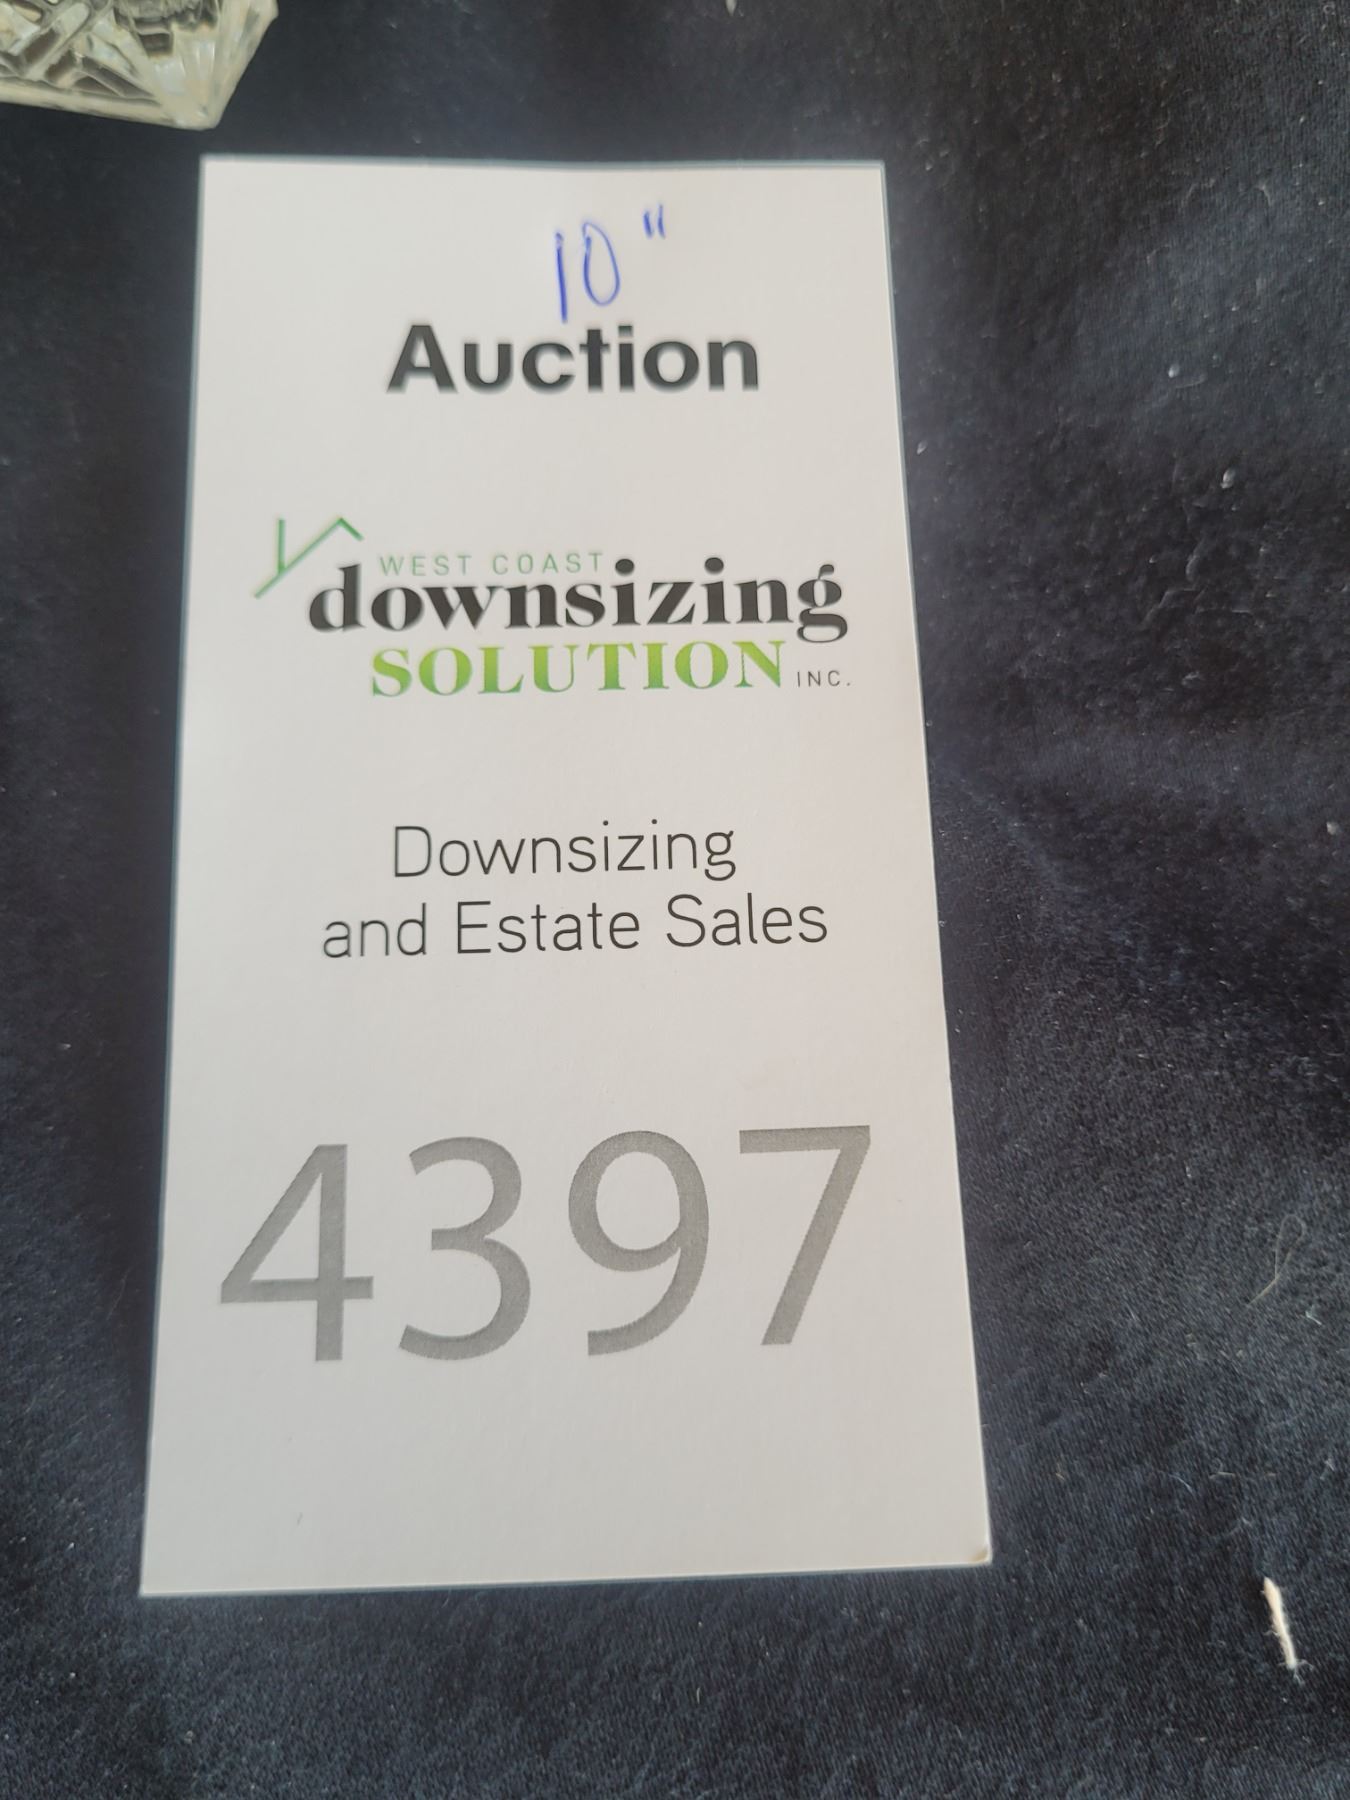 10"
Auction
WEST COAST
downsizing
SOLUTION INC.
Downsizing
and Estate Sales
4397